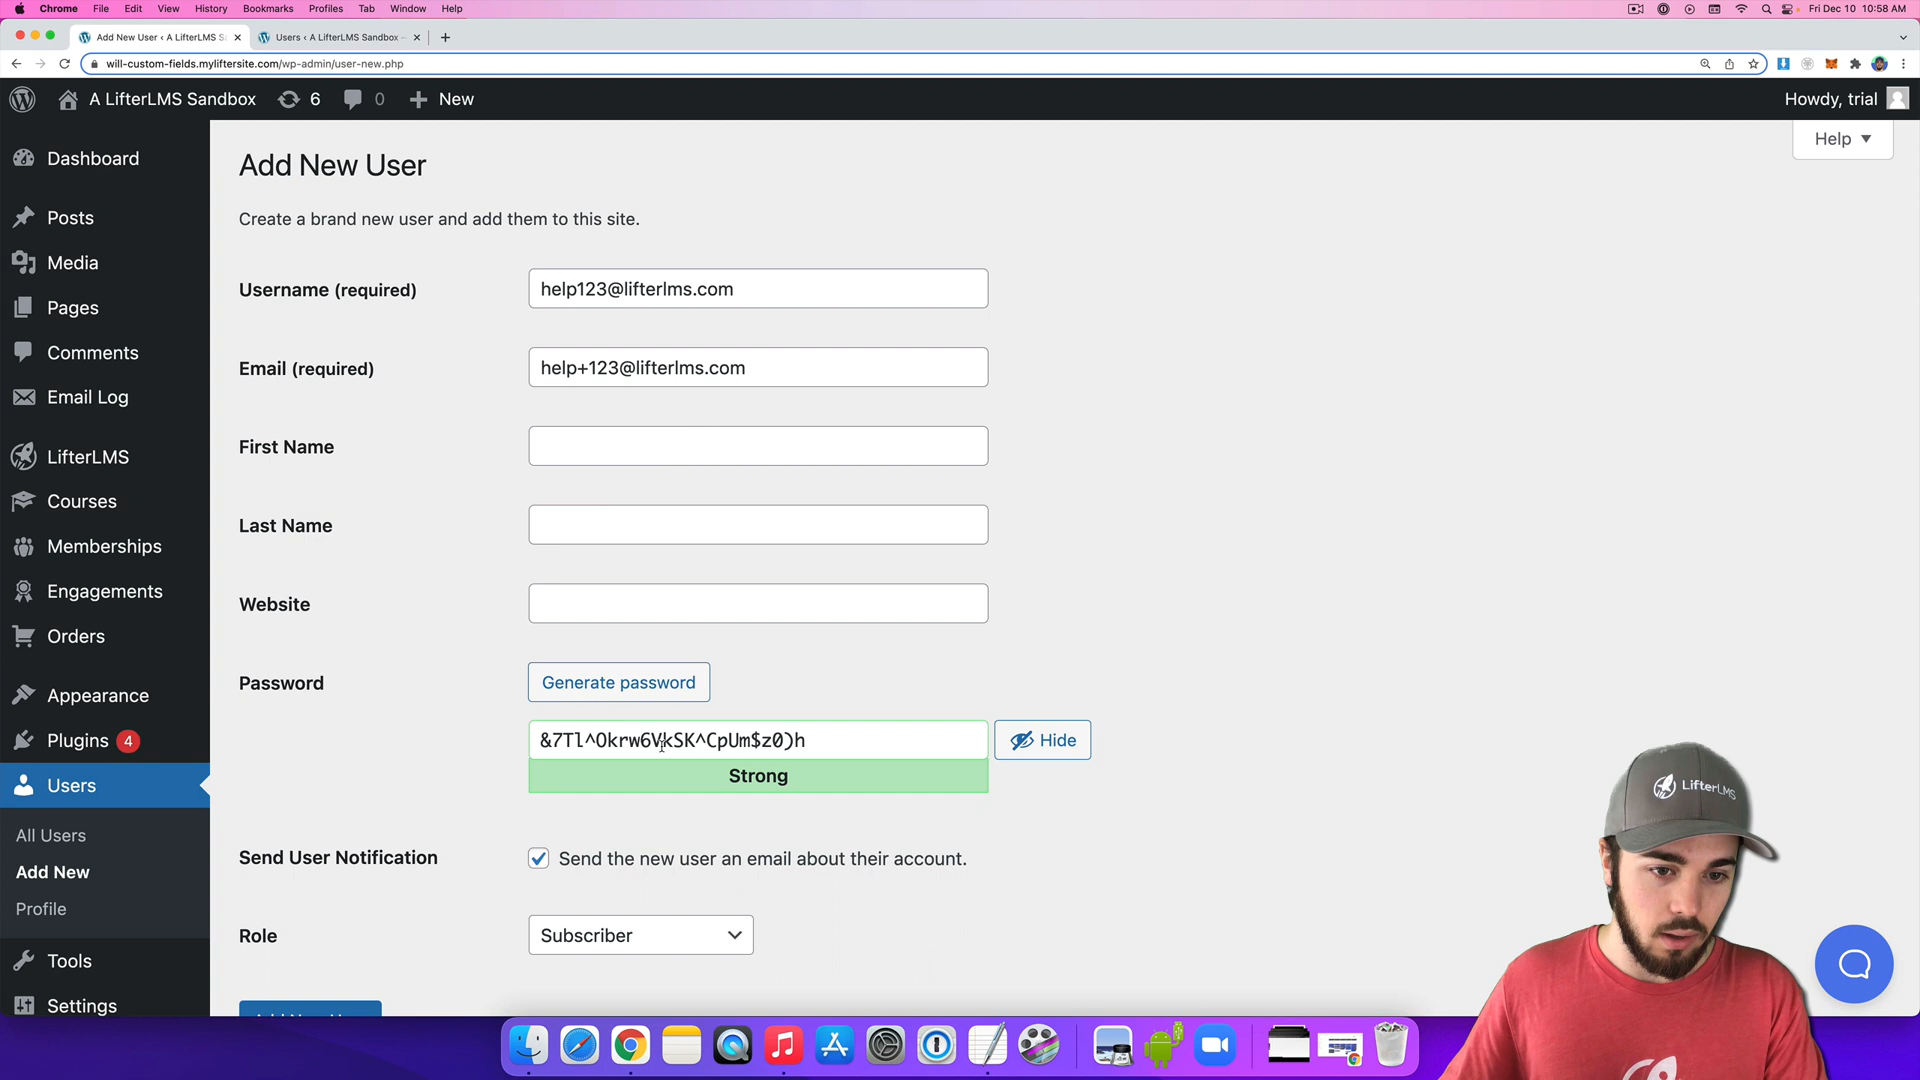 Chrome File Edit View History Bookmarks Profiles Tab Window Help Fri Dec 10 10:58 AM
Add New User ‹ A LifterLMS S
Users ‹ A LifterLMS Sandbox –
will-custom-fields.myliftersite.com/wp-admin/user-new.php
A LifterLMS Sandbox 6 0 New Howdy, trial
Help
Dashboard
Posts
Media
Pages
Comments
Email Log
LifterLMS
Courses
Memberships
Engagements
Orders
Appearance
Plugins 4
Users
All Users
Add New
Profile
Tools
Settings
Add New User
Create a brand new user and add them to this site.
Username (required) help123@lifterlms.com
Email (required) help+123@lifterlms.com
First Name
Last Name
Website
Password Generate password
&7Tl^Okrw6VkSK^CpUm$z0)h Hide
Strong
Send User Notification Send the new user an email about their account.
Role Subscriber
LifterLMS